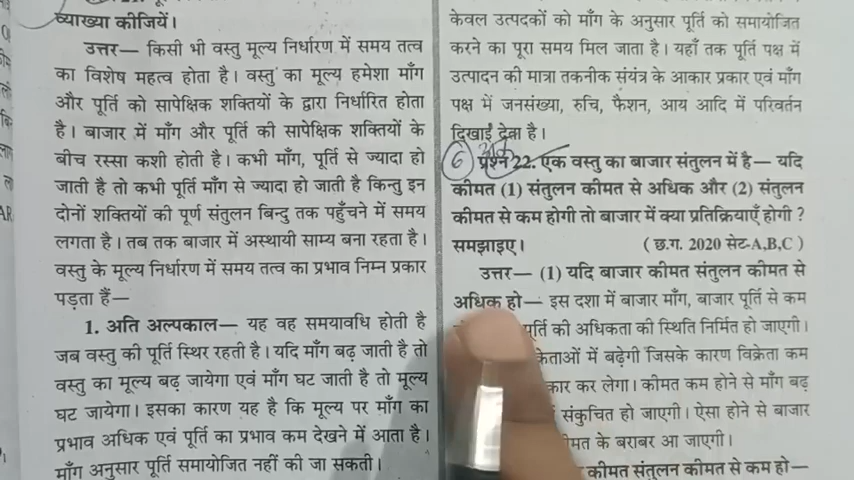 व्याख्या कीजियें।
उत्तर— किसी भी वस्तु मूल्य निर्धारण में समय तत्व
का विशेष महत्व होता है। वस्तु का मूल्य हमेशा माँग
और पूर्ति को सापेक्षिक शक्तियों के द्वारा निर्धारित होता
है। बाजार में माँग और पूर्ति की सापेक्षिक शक्तियों के
बीच रस्सा कशी होती है। कभी माँग, पूर्ति से ज्यादा हो
जाती है तो कभी पूर्ति माँग से ज्यादा हो जाती है किन्तु इन
दोनों शक्तियों की पूर्ण संतुलन बिन्दु तक पहुँचने में समय
लगता है। तब तक बाजार में अस्थायी साम्य बना रहता है।
वस्तु के मूल्य निर्धारण में समय तत्व का प्रभाव निम्न प्रकार
पड़ता हैं—
1. अति अल्पकाल— यह वह समयावधि होती है
जब वस्तु की पूर्ति स्थिर रहती है। यदि माँग बढ़ जाती है तो
वस्तु का मूल्य बढ़ जायेगा एवं माँग घट जाती है तो मूल्य
घट जायेगा। इसका कारण यह है कि मूल्य पर माँग का
प्रभाव अधिक एवं पूर्ति का प्रभाव कम देखने में आता है।
माँग अनुसार पूर्ति समायोजित नहीं की जा सकती।
केवल उत्पदकों को माँग के अनुसार पूर्ति को समायोजित
करने का पूरा समय मिल जाता है। यहाँ तक पूर्ति पक्ष में
उत्पादन की मात्रा तकनीक संयंत्र के आकार प्रकार एवं माँग
पक्ष में जनसंख्या, रुचि, फैशन, आय आदि में परिवर्तन
दिखाई देता है।
6 प्रश्न 22. एक वस्तु का बाजार संतुलन में है— यदि
कीमत (1) संतुलन कीमत से अधिक और (2) संतुलन
कीमत से कम होगी तो बाजार में क्या प्रतिक्रियाएँ होगी ?
समझाइए। ( छ.ग. 2020 सेट-A,B,C )
उत्तर— (1) यदि बाजार कीमत संतुलन कीमत से
अधिक हो— इस दशा में बाजार माँग, बाजार पूर्ति से कम
पूर्ति की अधिकता की स्थिति निर्मित हो जाएगी।
में बढ़ेगी जिसके कारण विक्रेता कम
कर लेगा। कीमत कम होने से माँग बढ़
संकुचित हो जाएगी। ऐसा होने से बाजार
के बराबर आ जाएगी।
कीमत संतुलन कीमत से कम हो—